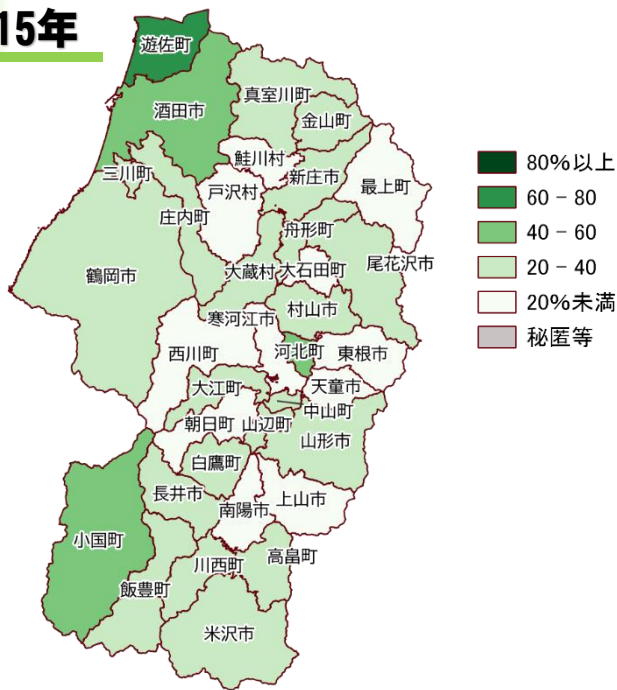 15年
遊佐町
酒田市
真室川町
金山町
鮭川村
新庄市
最上町
三川町
戸沢村
庄内町
舟形町
鶴岡市
大蔵村
大石田町
尾花沢市
村山市
寒河江市
西川町
河北町
東根市
大江町
天童市
朝日町
山辺町
中山町
山形市
白鷹町
長井市
南陽市
上山市
小国町
川西町
高畠町
飯豊町
米沢市
80%以上
60 - 80
40 - 60
20 - 40
20%未満
秘匿等